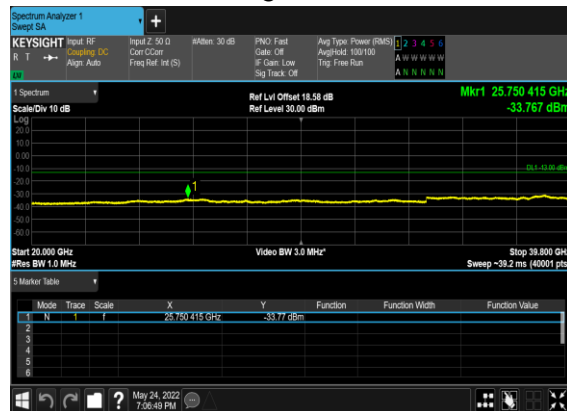 Spectrum Analyzer 1
Swept SA
+
KEYSIGHT
R T
Input: RF
Coupling: DC
Align: Auto
Input Z: 50 Ω
Corr CCorr
Freq Ref: Int (S)
#Atten: 30 dB
PNO: Fast
Gate: Off
IF Gain: Low
Sig Track: Off
Avg Type: Power (RMS)
Avg|Hold: 100/100
Trig: Free Run
1 2 3 4 5 6
A W W W W W
A N N N N N
1 Spectrum
Scale/Div 10 dB
Ref Lvl Offset 18.58 dB
Ref Level 30.00 dBm
Mkr1 25.750 415 GHz
-33.767 dBm
Log
20.0
10.0
0.00
-10.0
-20.0
-30.0
-40.0
-50.0
-60.0
DL1 -13.00 dBm
1
Start 20.000 GHz
#Res BW 1.0 MHz
Video BW 3.0 MHz*
Stop 39.800 GHz
Sweep ~39.2 ms (40001 pts)
5 Marker Table
Mode Trace Scale X Y Function Function Width Function Value
1 N 1 f 25.750 415 GHz -33.77 dBm
2
3
4
5
6
?
May 24, 2022
7:06:49 PM